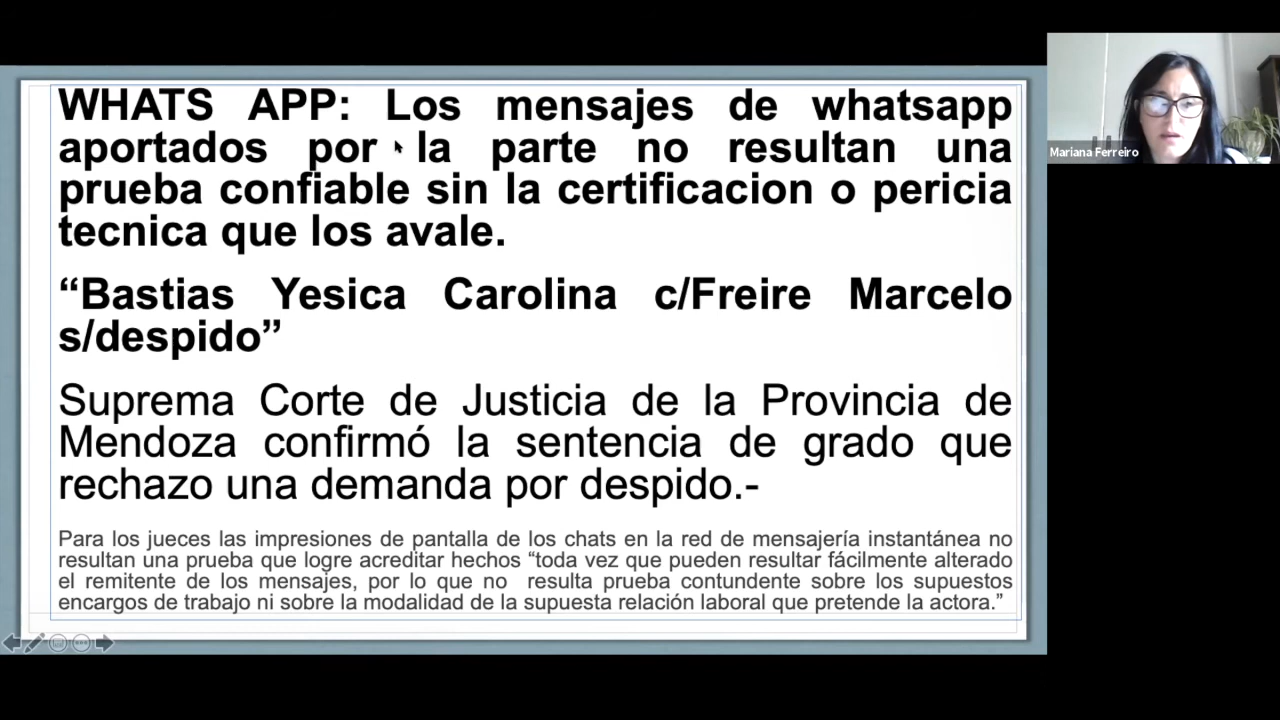 WHATS APP: Los mensajes de whatsapp
aportados por la parte no resultan una
prueba confiable sin la certificacion o pericia
tecnica que los avale.
“Bastias Yesica Carolina c/Freire Marcelo
s/despido”
Suprema Corte de Justicia de la Provincia de
Mendoza confirmó la sentencia de grado que
rechazo una demanda por despido.-
Para los jueces las impresiones de pantalla de los chats en la red de mensajería instantánea no
resultan una prueba que logre acreditar hechos “toda vez que pueden resultar fácilmente alterado
el remitente de los mensajes, por lo que no resulta prueba contundente sobre los supuestos
encargos de trabajo ni sobre la modalidad de la supuesta relación laboral que pretende la actora.”
Mariana Ferreiro